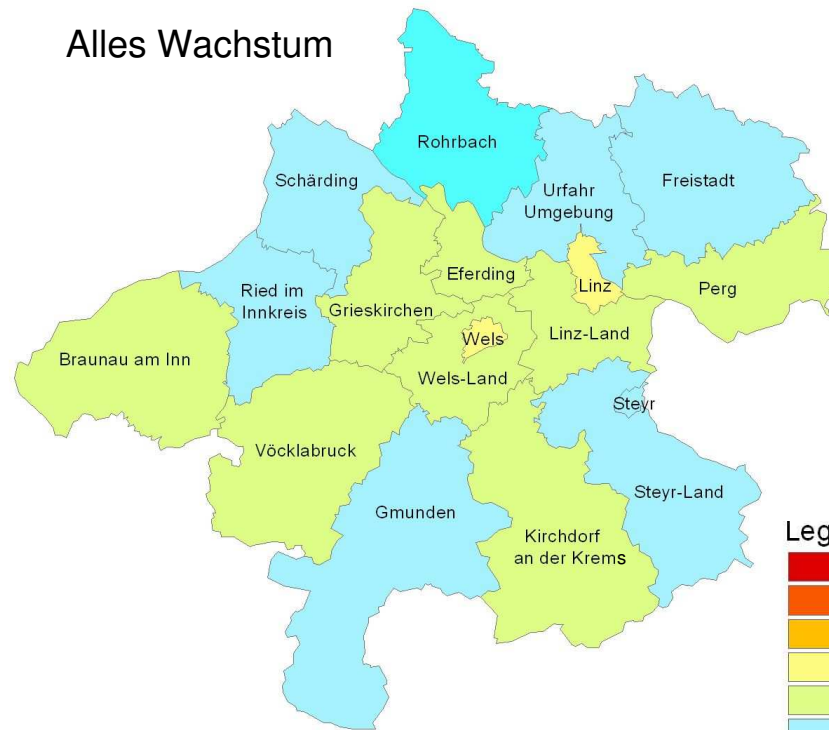 Alles Wachstum
Rohrbach
Schärding
Urfahr
Umgebung
Freistadt
Eferding
Linz
Perg
Ried im
Innkreis
Grieskirchen
Wels
Linz-Land
Braunau am Inn
Wels-Land
Steyr
Vöcklabruck
Steyr-Land
Gmunden
Kirchdorf
an der Krems
Leg